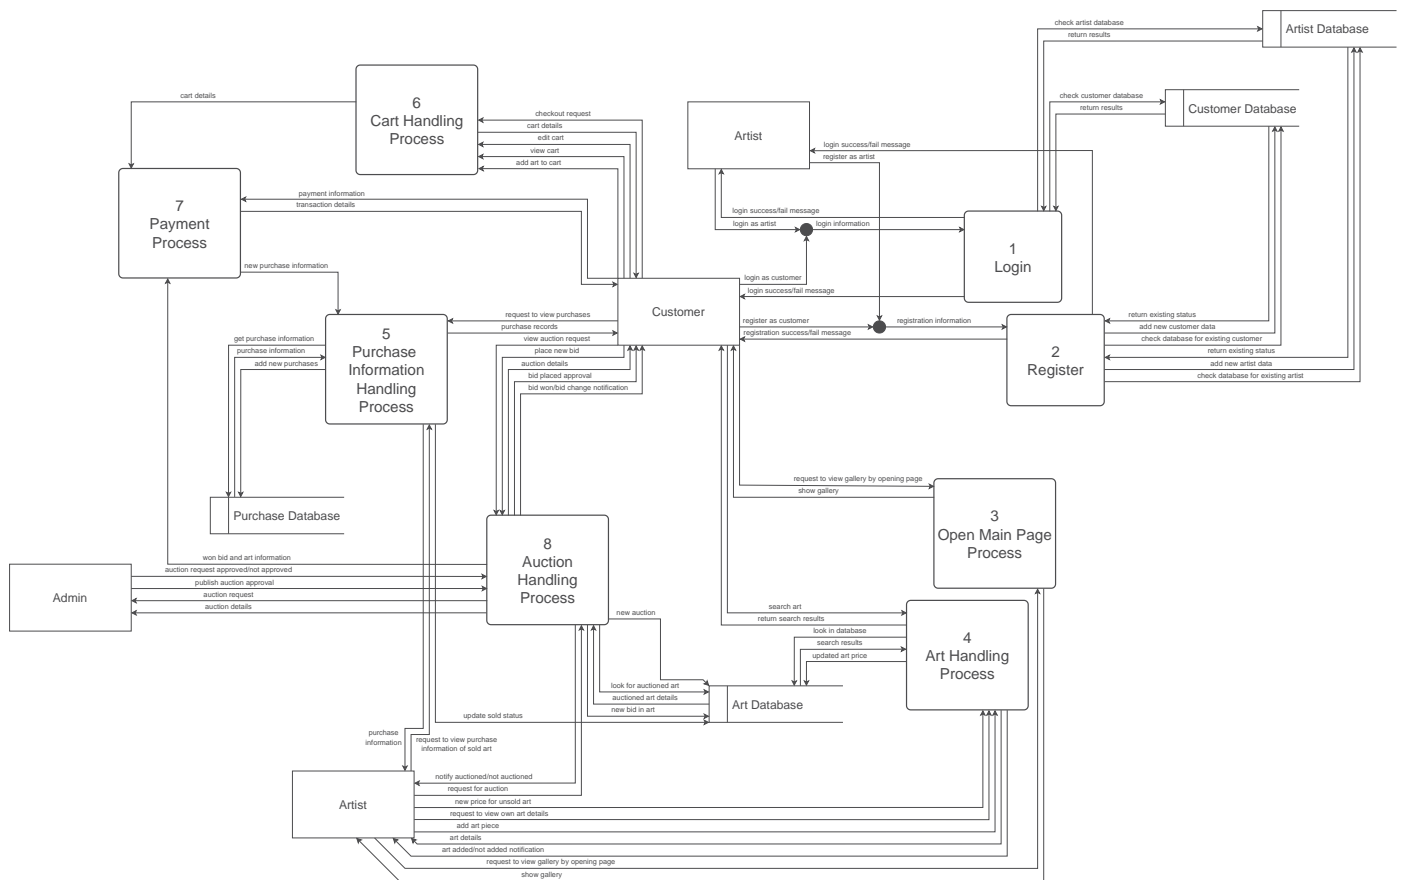 check artist database
Artist Database
return results
check customer database
return results
Customer Database
cart details
6
Cart Handling
Process
checkout request
cart details
edit cart
view cart
add art to cart
Artist
login success/fail message
register as artist
7
Payment
Process
payment information
transaction details
login success/fail message
login as artist
login information
1
Login
new purchase information
login as customer
login success/fail message
Customer
request to view purchases
purchase records
register as customer
registration success/fail message
registration information
2
Register
return existing status
add new customer data
check database for existing customer
return existing status
add new artist data
check database for existing artist
get purchase information
purchase information
add new purchases
5
Purchase
Information
Handling
Process
view auction request
place new bid
auction details
bid placed approval
bid won/bid change notification
request to view gallery by opening page
show gallery
3
Open Main Page
Process
Purchase Database
8
Auction
Handling
Process
won bid and art information
auction request approved/not approved
publish auction approval
auction request
auction details
Admin
new auction
search art
return search results
look in database
search results
updated art price
4
Art Handling
Process
look for auctioned art
auctioned art details
new bid in art
Art Database
update sold status
purchase
information
request to view purchase
information of sold art
Artist
notify auctioned/not auctioned
request for auction
new price for unsold art
request to view own art details
add art piece
art details
art added/not added notification
request to view gallery by opening page
show gallery